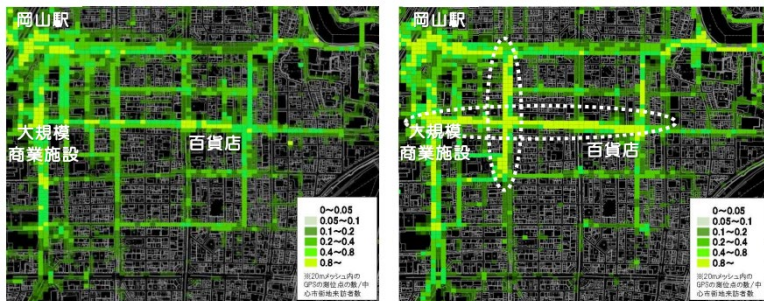 岡山駅
大規模
商業施設
百貨店
0～0.05
0.05～0.1
0.1～0.2
0.2～0.4
0.4～0.8
0.8～
※(20mメッシュ内の
GPSの測位点の数/中
心市街地来訪者数
岡山駅
大規模
商業施設
百貨店
0～0.05
0.05～0.1
0.1～0.2
0.2～0.4
0.4～0.8
0.8～
※(20mメッシュ内の
GPSの測位点の数/中
心市街地来訪者数